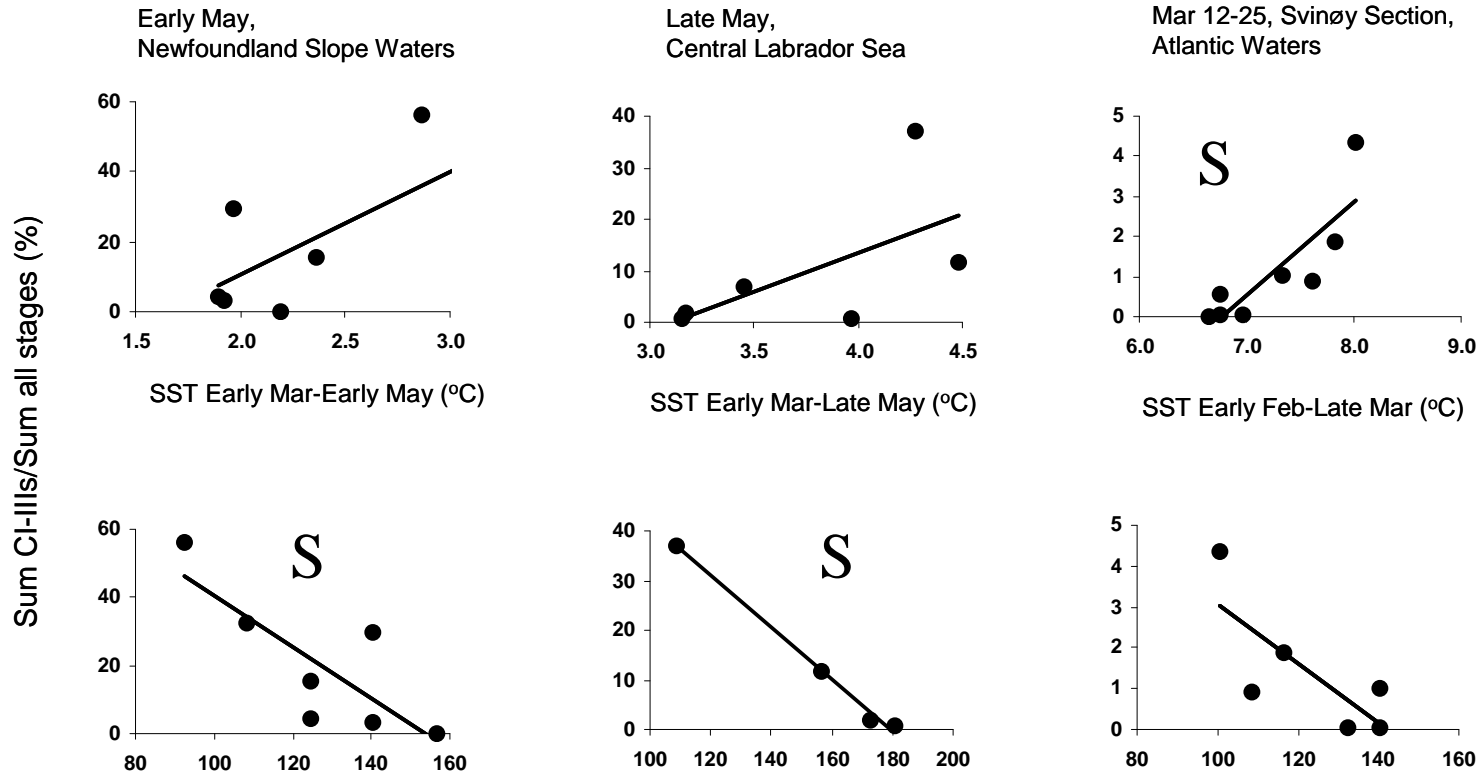 Early May,
Newfoundland Slope Waters
Late May,
Central Labrador Sea
Mar 12-25, Svinøy Section,
Atlantic Waters
Sum CI-IIIs/Sum all stages (%)
60
40
20
0
1.5 2.0 2.5 3.0
SST Early Mar-Early May (ºC)
40
30
20
10
0
3.0 3.5 4.0 4.5
SST Early Mar-Late May (ºC)
S
5
4
3
2
1
0
6.0 7.0 8.0 9.0
SST Early Feb-Late Mar (ºC)
S
60
40
20
0
80 100 120 140 160
S
40
30
20
10
0
100 120 140 160 180 200
5
4
3
2
1
0
80 100 120 140 160